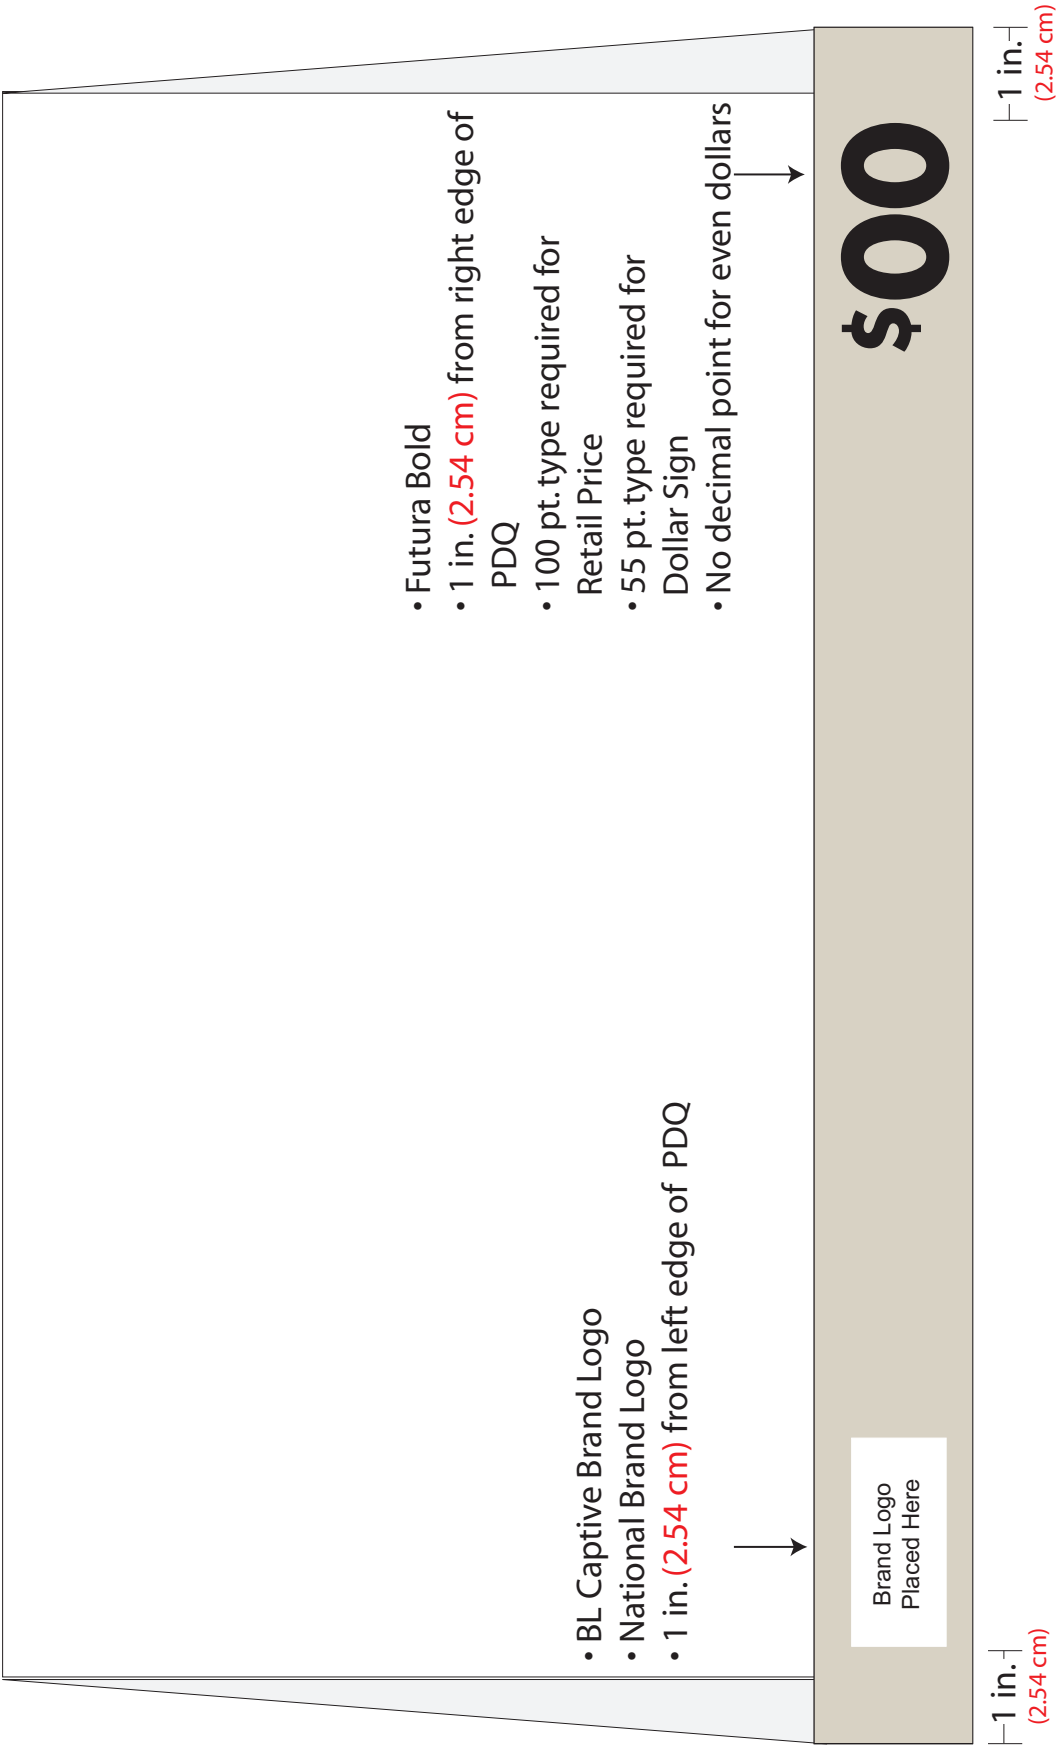 • BL Captive Brand Logo
• National Brand Logo
• 1 in. (2.54 cm) from left edge of PDQ
• Futura Bold
• 1 in. (2.54 cm) from right edge of
PDQ
• 100 pt. type required for
Retail Price
• 55 pt. type required for
Dollar Sign
• No decimal point for even dollars
Brand Logo
Placed Here
$00
1 in.
(2.54 cm)
1 in.
(2.54 cm)